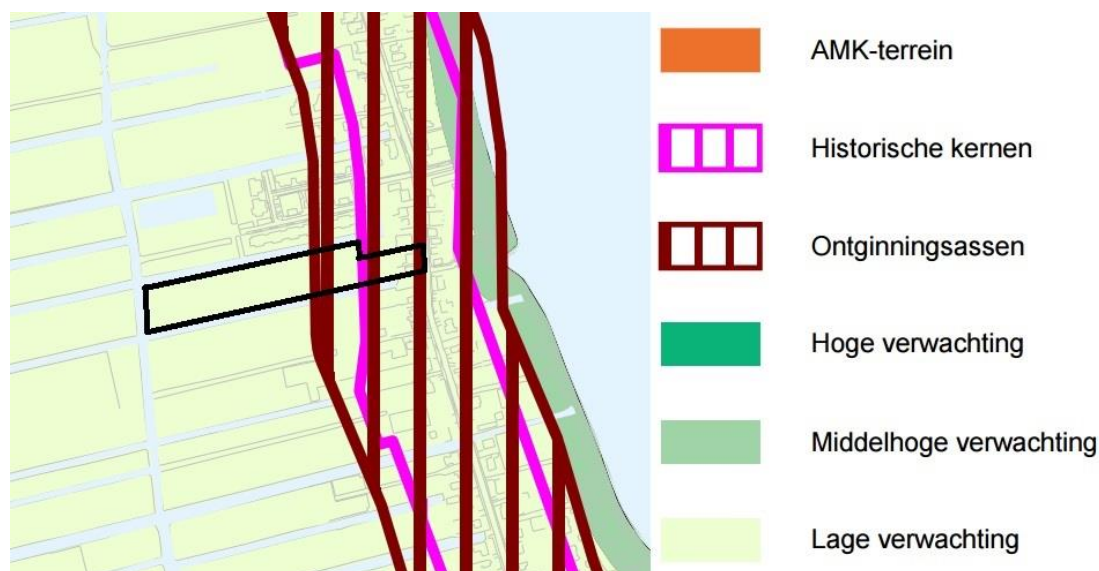 AMK-terrein
Historische kernen
Ontginningsassen
Hoge verwachting
Middelhoge verwachting
Lage verwachting